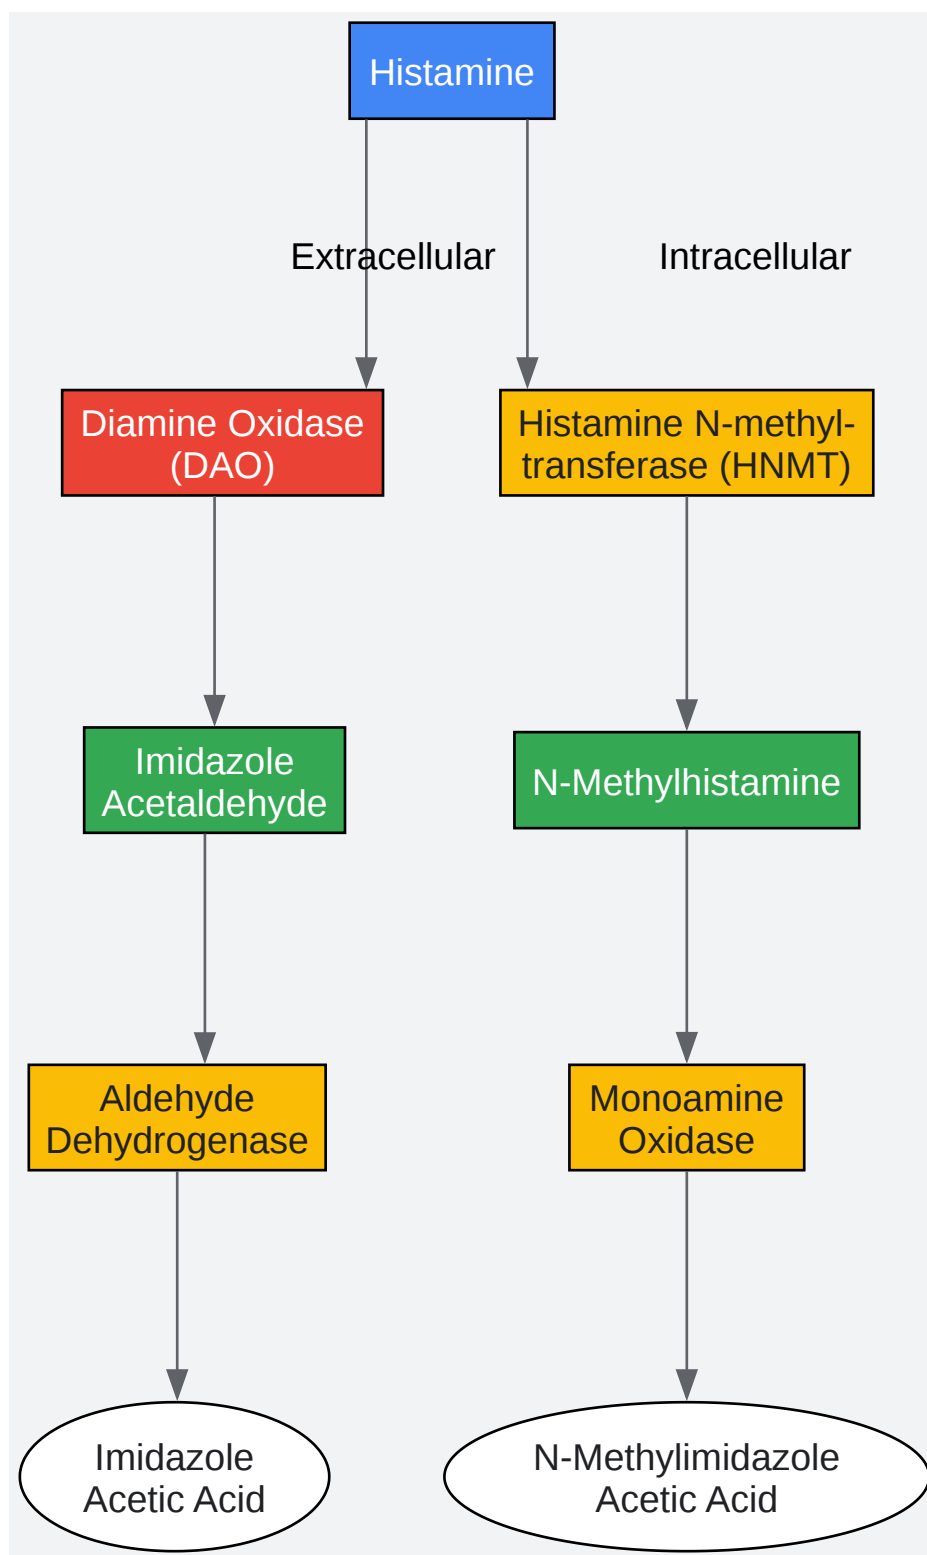 Histamine
Extracellular
Intracellular
Diamine Oxidase
(DAO)
Histamine N-methyl-
transferase (HNMT)
Imidazole
Acetaldehyde
N-Methylhistamine
Aldehyde
Dehydrogenase
Monoamine
Oxidase
Imidazole
Acetic Acid
N-Methylimidazole
Acetic Acid